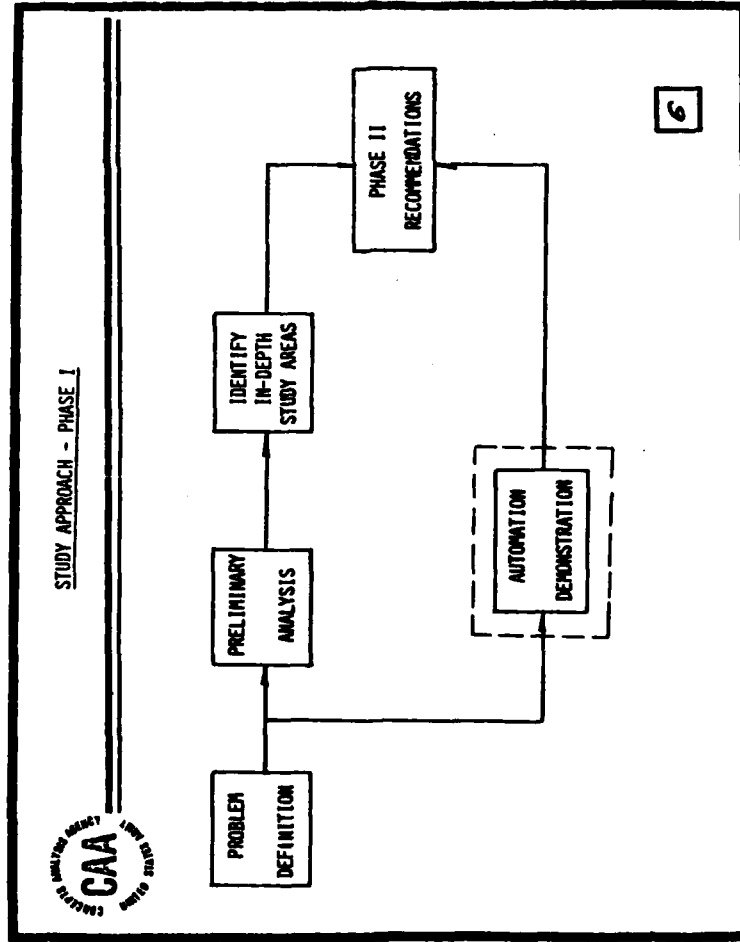 STUDY APPROACH - PHASE I
CONCEPTS ANALYSIS AGENCY
CAA
UNITED STATES ARMY
PROBLEM
DEFINITION
PRELIMINARY
ANALYSIS
IDENTIFY
IN-DEPTH
STUDY AREAS
PHASE II
RECOMMENDATIONS
AUTOMATION
DEMONSTRATION